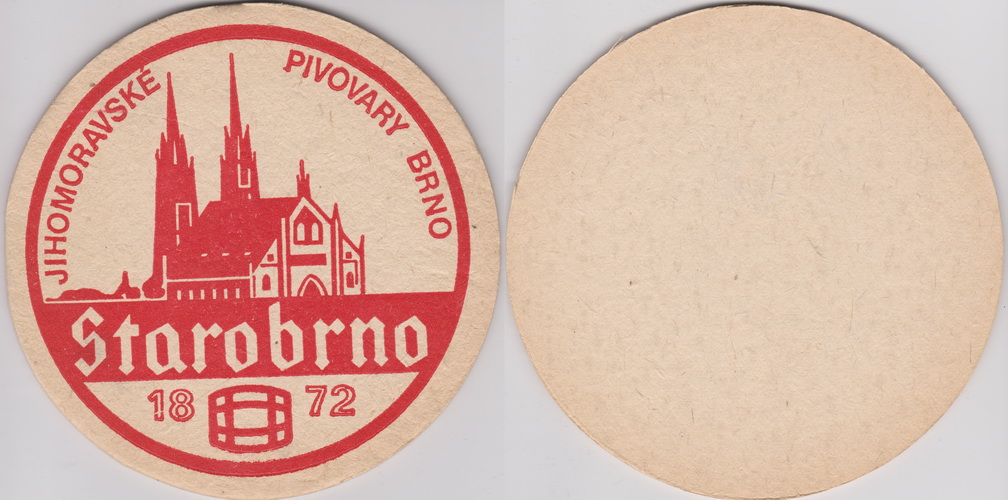 JIHOMORAVSKÉ PIVOVARY BRNO
Starobrno
18 72